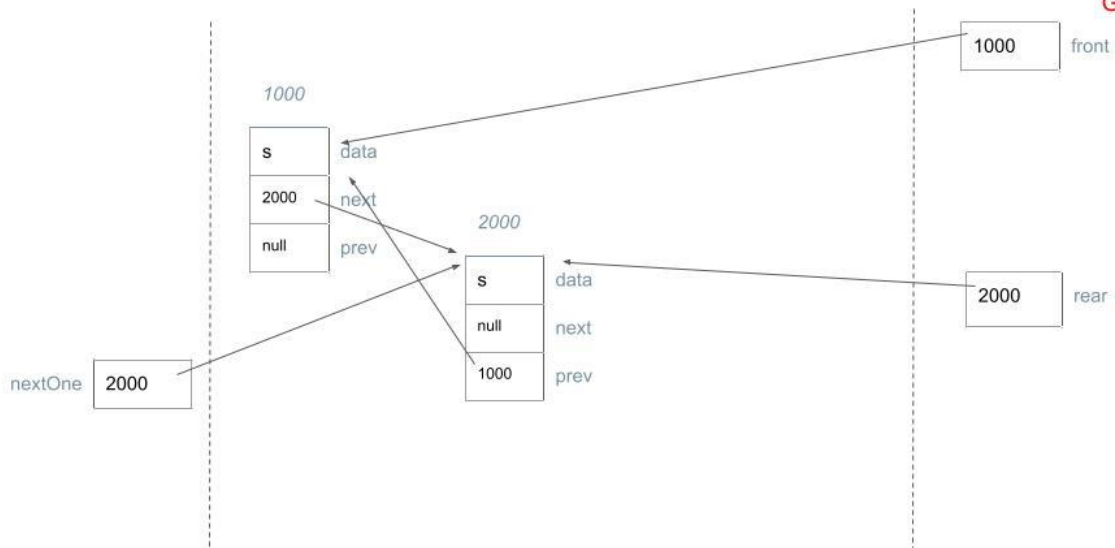 G
1000 front
1000
s data
2000 next
null prev
2000
s data
null next
1000 prev
2000 rear
nextOne 2000